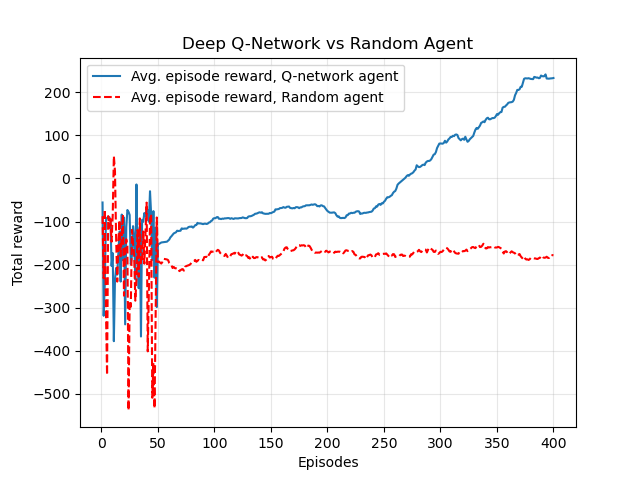 Deep Q-Network vs Random Agent
Avg. episode reward, Q-network agent
Avg. episode reward, Random agent
Total reward
200
100
0
−100
−200
−300
−400
−500
0 50 100 150 200 250 300 350 400
Episodes